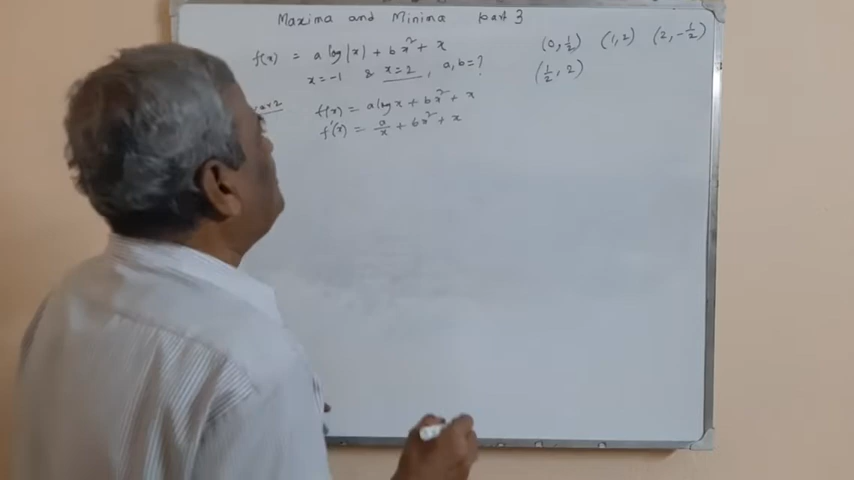 Maxima and Minima part 3
f(x) = a log|x| + bx² + x
x = -1 & x = 2, a, b = ?
(0, 1/2) (1, 2) (2, -1/2)
(1/2, 2)
f(x) = a log x + bx² + x
f'(x) = a/x + bx² + x